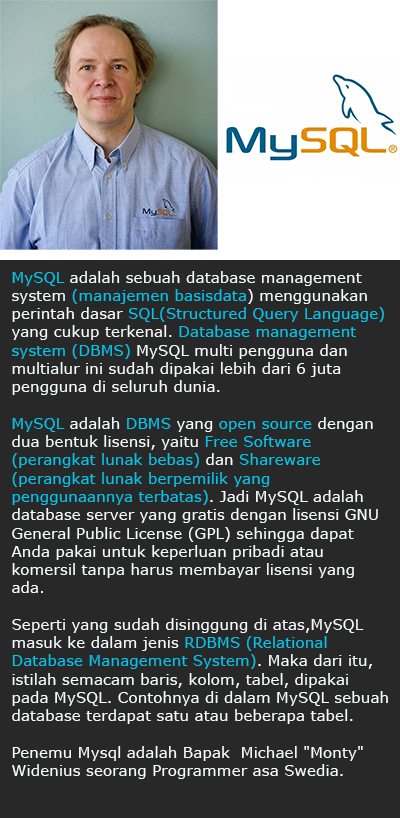 MySQL
MySQL®
MySQL adalah sebuah database management
system (manajemen basisdata) menggunakan
perintah dasar SQL(Structured Query Language)
yang cukup terkenal. Database management
system (DBMS) MySQL multi pengguna dan
multialur ini sudah dipakai lebih dari 6 juta
pengguna di seluruh dunia.
MySQL adalah DBMS yang open source dengan
dua bentuk lisensi, yaitu Free Software
(perangkat lunak bebas) dan Shareware
(perangkat lunak berpemilik yang
penggunaannya terbatas). Jadi MySQL adalah
database server yang gratis dengan lisensi GNU
General Public License (GPL) sehingga dapat
Anda pakai untuk keperluan pribadi atau
komersil tanpa harus membayar lisensi yang
ada.
Seperti yang sudah disinggung di atas,MySQL
masuk ke dalam jenis RDBMS (Relational
Database Management System). Maka dari itu,
istilah semacam baris, kolom, tabel, dipakai
pada MySQL. Contohnya di dalam MySQL sebuah
database terdapat satu atau beberapa tabel.
Penemu Mysql adalah Bapak  Michael "Monty"
Widenius seorang Programmer asa Swedia.